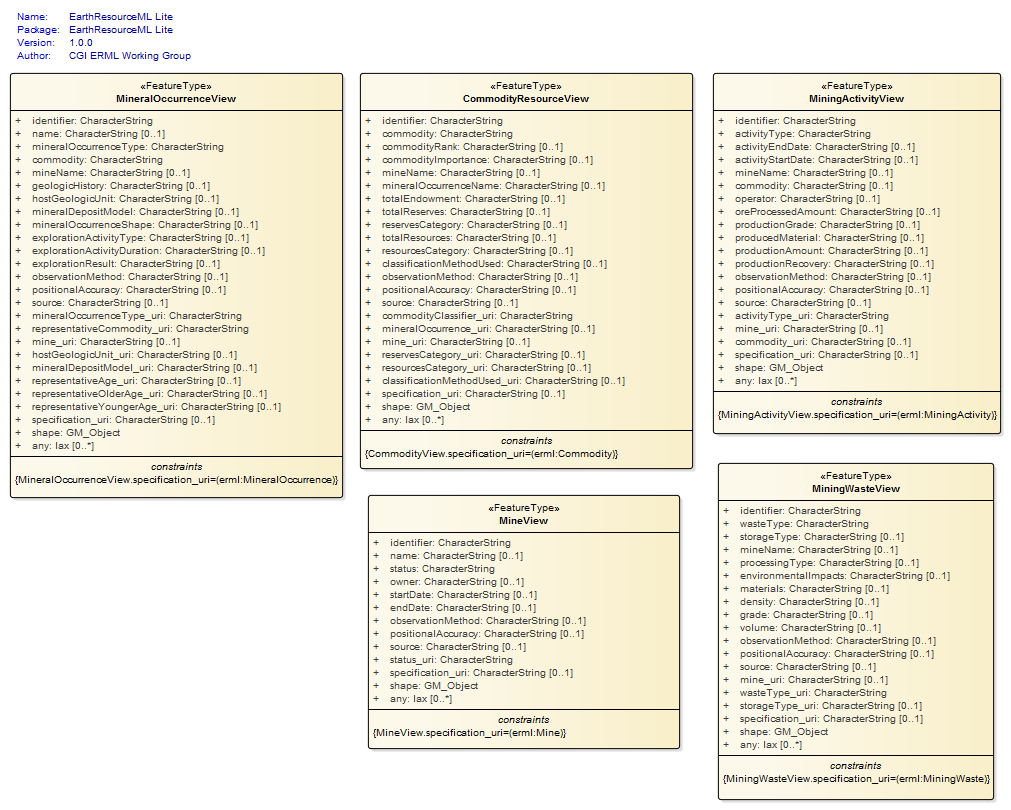 Name: EarthResourceML Lite
Package: EarthResourceML Lite
Version: 1.0.0
Author: CGI ERML Working Group
«FeatureType»
MineralOccurrenceView
+ identifier: CharacterString
+ name: CharacterString [0..1]
+ mineralOccurrenceType: CharacterString
+ commodity: CharacterString
+ mineName: CharacterString [0..1]
+ geologicHistory: CharacterString [0..1]
+ hostGeologicUnit: CharacterString [0..1]
+ mineralDepositModel: CharacterString [0..1]
+ mineralOccurrenceShape: CharacterString [0..1]
+ explorationActivityType: CharacterString [0..1]
+ explorationActivityDuration: CharacterString [0..1]
+ explorationResult: CharacterString [0..1]
+ observationMethod: CharacterString [0..1]
+ positionalAccuracy: CharacterString [0..1]
+ source: CharacterString [0..1]
+ mineralOccurrenceType_uri: CharacterString
+ representativeCommodity_uri: CharacterString
+ mine_uri: CharacterString [0..1]
+ hostGeologicUnit_uri: CharacterString [0..1]
+ mineralDepositModel_uri: CharacterString [0..1]
+ representativeAge_uri: CharacterString [0..1]
+ representativeOlderAge_uri: CharacterString [0..1]
+ representativeYoungerAge_uri: CharacterString [0..1]
+ specification_uri: CharacterString [0..1]
+ shape: GM_Object
+ any: lax [0..*]
constraints
{MineralOccurrenceView.specification_uri=(erml:MineralOccurrence)}
«FeatureType»
CommodityResourceView
+ identifier: CharacterString
+ commodity: CharacterString
+ commodityRank: CharacterString [0..1]
+ commodityImportance: CharacterString [0..1]
+ mineName: CharacterString [0..1]
+ mineralOccurrenceName: CharacterString [0..1]
+ totalEndowment: CharacterString [0..1]
+ totalReserves: CharacterString [0..1]
+ reservesCategory: CharacterString [0..1]
+ totalResources: CharacterString [0..1]
+ resourcesCategory: CharacterString [0..1]
+ classificationMethodUsed: CharacterString [0..1]
+ observationMethod: CharacterString [0..1]
+ positionalAccuracy: CharacterString [0..1]
+ source: CharacterString [0..1]
+ commodityClassifier_uri: CharacterString
+ mineralOccurrence_uri: CharacterString [0..1]
+ mine_uri: CharacterString [0..1]
+ reservesCategory_uri: CharacterString [0..1]
+ resourcesCategory_uri: CharacterString [0..1]
+ classificationMethodUsed_uri: CharacterString [0..1]
+ specification_uri: CharacterString [0..1]
+ shape: GM_Object
+ any: lax [0..*]
constraints
{CommodityView.specification_uri=(erml:Commodity)}
«FeatureType»
MiningActivityView
+ identifier: CharacterString
+ activityType: CharacterString
+ activityEndDate: CharacterString [0..1]
+ activityStartDate: CharacterString [0..1]
+ mineName: CharacterString [0..1]
+ commodity: CharacterString [0..1]
+ operator: CharacterString [0..1]
+ oreProcessedAmount: CharacterString [0..1]
+ productionGrade: CharacterString [0..1]
+ producedMaterial: CharacterString [0..1]
+ productionAmount: CharacterString [0..1]
+ productionRecovery: CharacterString [0..1]
+ observationMethod: CharacterString [0..1]
+ positionalAccuracy: CharacterString [0..1]
+ source: CharacterString [0..1]
+ activityType_uri: CharacterString
+ mine_uri: CharacterString [0..1]
+ commodity_uri: CharacterString [0..1]
+ specification_uri: CharacterString [0..1]
+ shape: GM_Object
+ any: lax [0..*]
constraints
{MiningActivityView.specification_uri=(erml:MiningActivity)}
«FeatureType»
MineView
+ identifier: CharacterString
+ name: CharacterString [0..1]
+ status: CharacterString
+ owner: CharacterString [0..1]
+ startDate: CharacterString [0..1]
+ endDate: CharacterString [0..1]
+ observationMethod: CharacterString [0..1]
+ positionalAccuracy: CharacterString [0..1]
+ source: CharacterString [0..1]
+ status_uri: CharacterString
+ specification_uri: CharacterString [0..1]
+ shape: GM_Object
+ any: lax [0..*]
constraints
{MineView.specification_uri=(erml:Mine)}
«FeatureType»
MiningWasteView
+ identifier: CharacterString
+ wasteType: CharacterString
+ storageType: CharacterString [0..1]
+ mineName: CharacterString [0..1]
+ processingType: CharacterString [0..1]
+ environmentalImpacts: CharacterString [0..1]
+ materials: CharacterString [0..1]
+ density: CharacterString [0..1]
+ grade: CharacterString [0..1]
+ volume: CharacterString [0..1]
+ observationMethod: CharacterString [0..1]
+ positionalAccuracy: CharacterString [0..1]
+ source: CharacterString [0..1]
+ mine_uri: CharacterString [0..1]
+ wasteType_uri: CharacterString
+ storageType_uri: CharacterString [0..1]
+ specification_uri: CharacterString [0..1]
+ shape: GM_Object
+ any: lax [0..*]
constraints
{MiningWasteView.specification_uri=(erml:MiningWaste)}